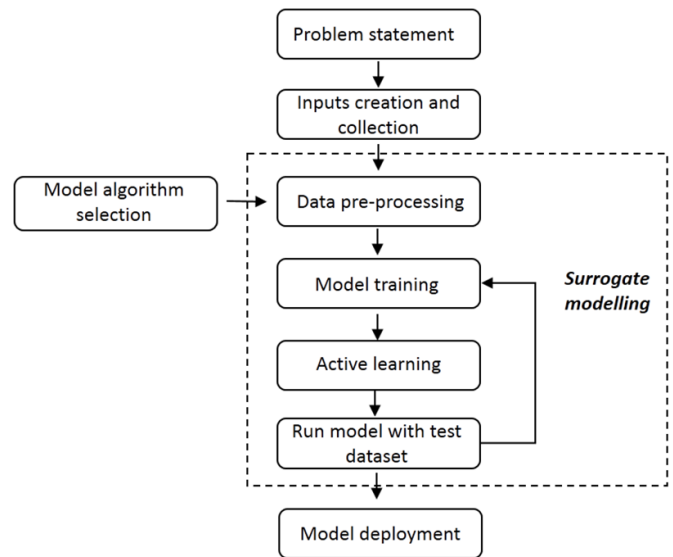 Problem statement
Inputs creation and
collection
Model algorithm
selection
Data pre-processing
Model training
Surrogate
modelling
Active learning
Run model with test
dataset
Model deployment